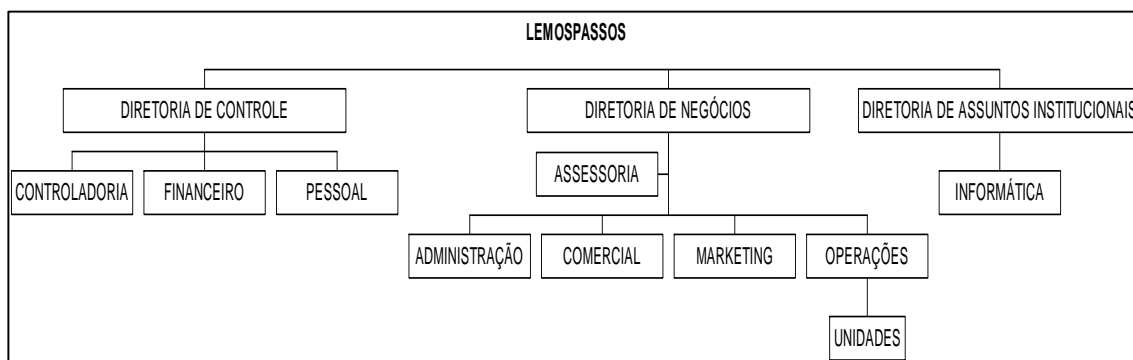 LEMOSPASSOS
DIRETORIA DE CONTROLE
DIRETORIA DE NEGÓCIOS
DIRETORIA DE ASSUNTOS INSTITUCIONAIS
ASSESSORIA
CONTROLADORIA
FINANCEIRO
PESSOAL
INFORMÁTICA
ADMINISTRAÇÃO
COMERCIAL
MARKETING
OPERAÇÕES
UNIDADES